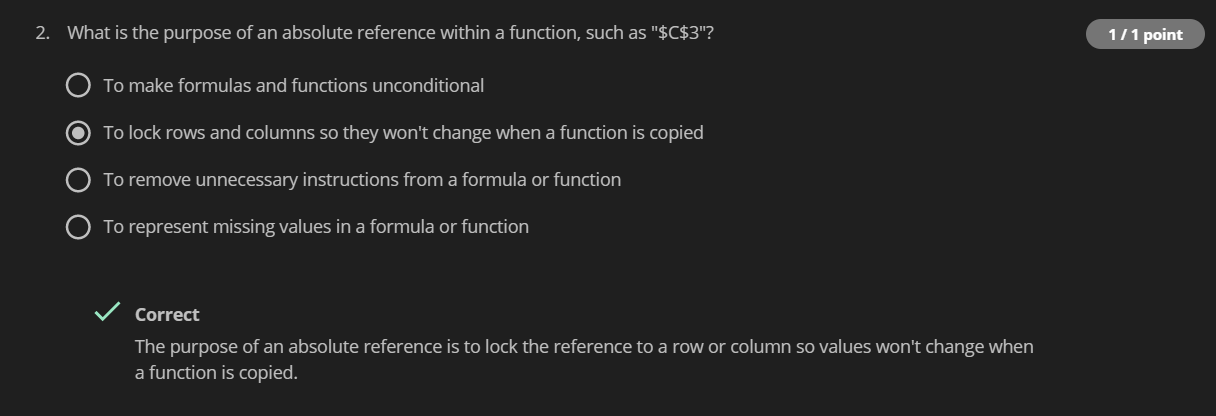 2. What is the purpose of an absolute reference within a function, such as "$C$3"?
1 / 1 point
To make formulas and functions unconditional
To lock rows and columns so they won't change when a function is copied
To remove unnecessary instructions from a formula or function
To represent missing values in a formula or function
Correct
The purpose of an absolute reference is to lock the reference to a row or column so values won't change when
a function is copied.